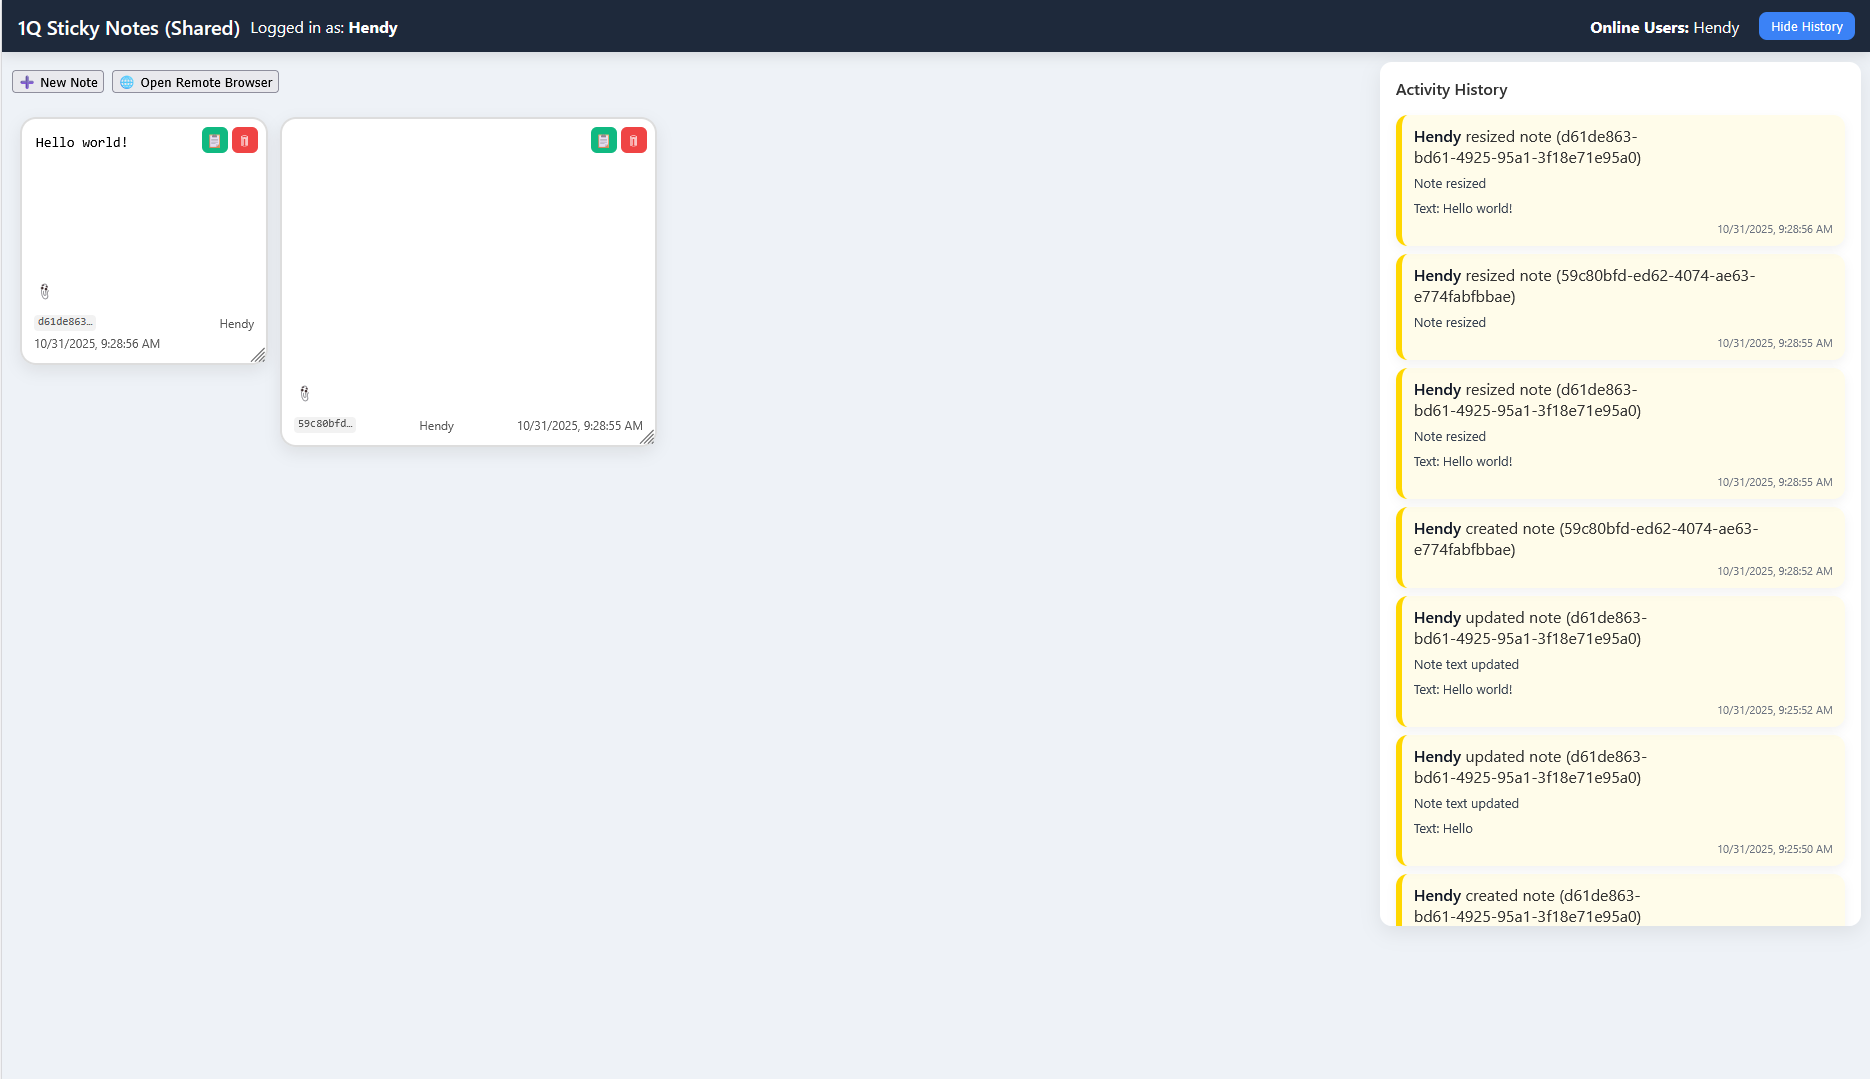 1Q Sticky Notes (Shared) Logged in as: Hendy
Online Users: Hendy Hide History
New Note Open Remote Browser
Hello world!
d61de863… Hendy
10/31/2025, 9:28:56 AM
59c80bfd… Hendy 10/31/2025, 9:28:55 AM
Activity History
Hendy resized note (d61de863-
bd61-4925-95a1-3f18e71e95a0)
Note resized
Text: Hello world!
10/31/2025, 9:28:56 AM
Hendy resized note (59c80bfd-ed62-4074-ae63-
e774fabfbbae)
Note resized
10/31/2025, 9:28:55 AM
Hendy resized note (d61de863-
bd61-4925-95a1-3f18e71e95a0)
Note resized
Text: Hello world!
10/31/2025, 9:28:55 AM
Hendy created note (59c80bfd-ed62-4074-ae63-
e774fabfbbae)
10/31/2025, 9:28:52 AM
Hendy updated note (d61de863-
bd61-4925-95a1-3f18e71e95a0)
Note text updated
Text: Hello world!
10/31/2025, 9:25:52 AM
Hendy updated note (d61de863-
bd61-4925-95a1-3f18e71e95a0)
Note text updated
Text: Hello
10/31/2025, 9:25:50 AM
Hendy created note (d61de863-
bd61-4925-95a1-3f18e71e95a0)